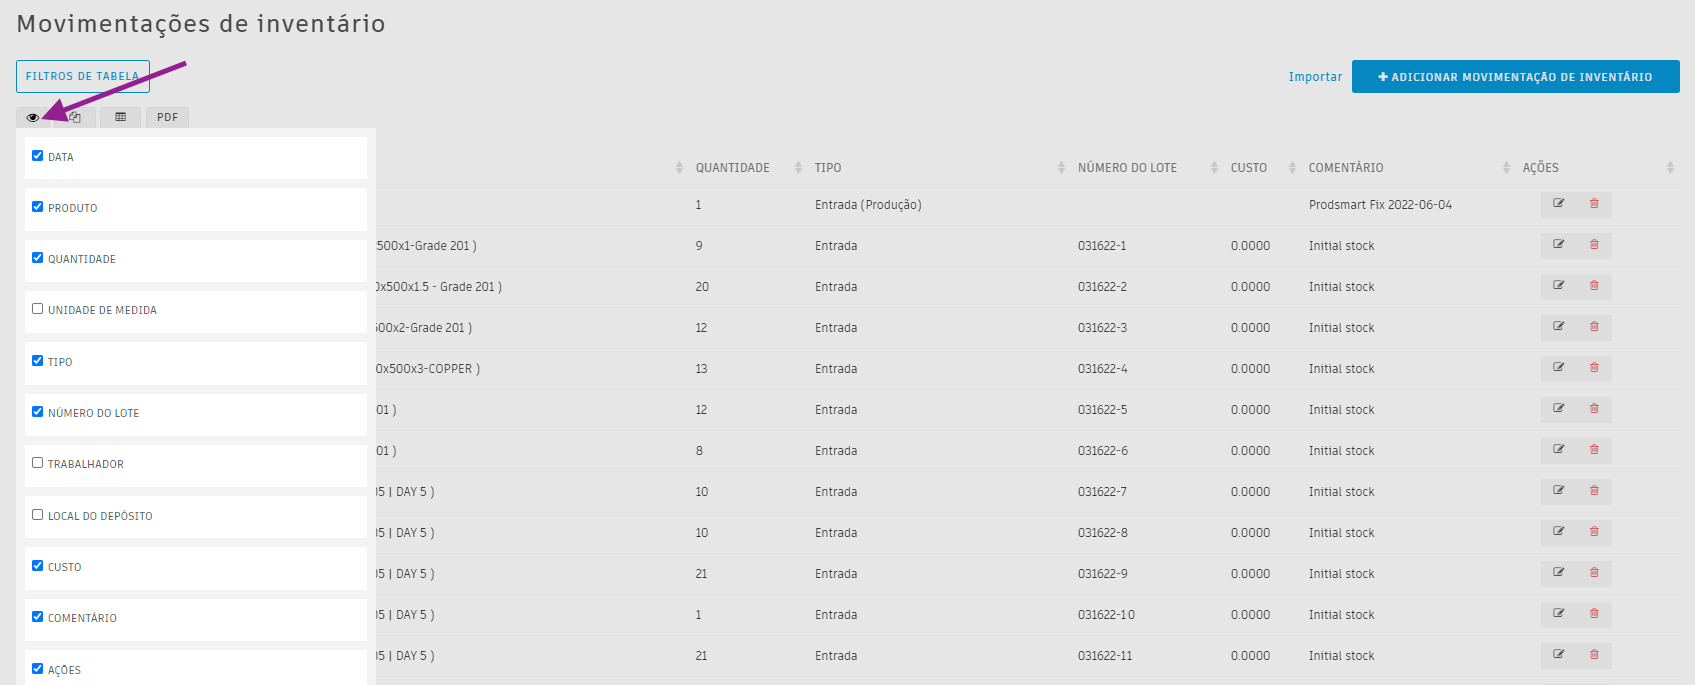 Movimentações de inventário
FILTROS DE TABELA
Importar
ADICIONAR MOVIMENTAÇÃO DE INVENTÁRIO
PDF
DATA
PRODUTO
QUANTIDADE
UNIDADE DE MEDIDA
TIPO
NÚMERO DO LOTE
TRABALHADOR
LOCAL DO DEPÓSITO
CUSTO
COMENTÁRIO
AÇÕES
QUANTIDADE TIPO NÚMERO DO LOTE CUSTO COMENTÁRIO AÇÕES
1 Entrada (Produção) Prodsmart Fix 2022-06-04
500x1-Grade 201 ) 9 Entrada 031622-1 0.0000 Initial stock
0x500x1.5 - Grade 201 ) 20 Entrada 031622-2 0.0000 Initial stock
500x2-Grade 201 ) 12 Entrada 031622-3 0.0000 Initial stock
0x500x3-COPPER ) 13 Entrada 031622-4 0.0000 Initial stock
01 ) 12 Entrada 031622-5 0.0000 Initial stock
01 ) 8 Entrada 031622-6 0.0000 Initial stock
05 | DAY 5 ) 10 Entrada 031622-7 0.0000 Initial stock
05 | DAY 5 ) 10 Entrada 031622-8 0.0000 Initial stock
05 | DAY 5 ) 21 Entrada 031622-9 0.0000 Initial stock
05 | DAY 5 ) 1 Entrada 031622-10 0.0000 Initial stock
05 | DAY 5 ) 21 Entrada 031622-11 0.0000 Initial stock